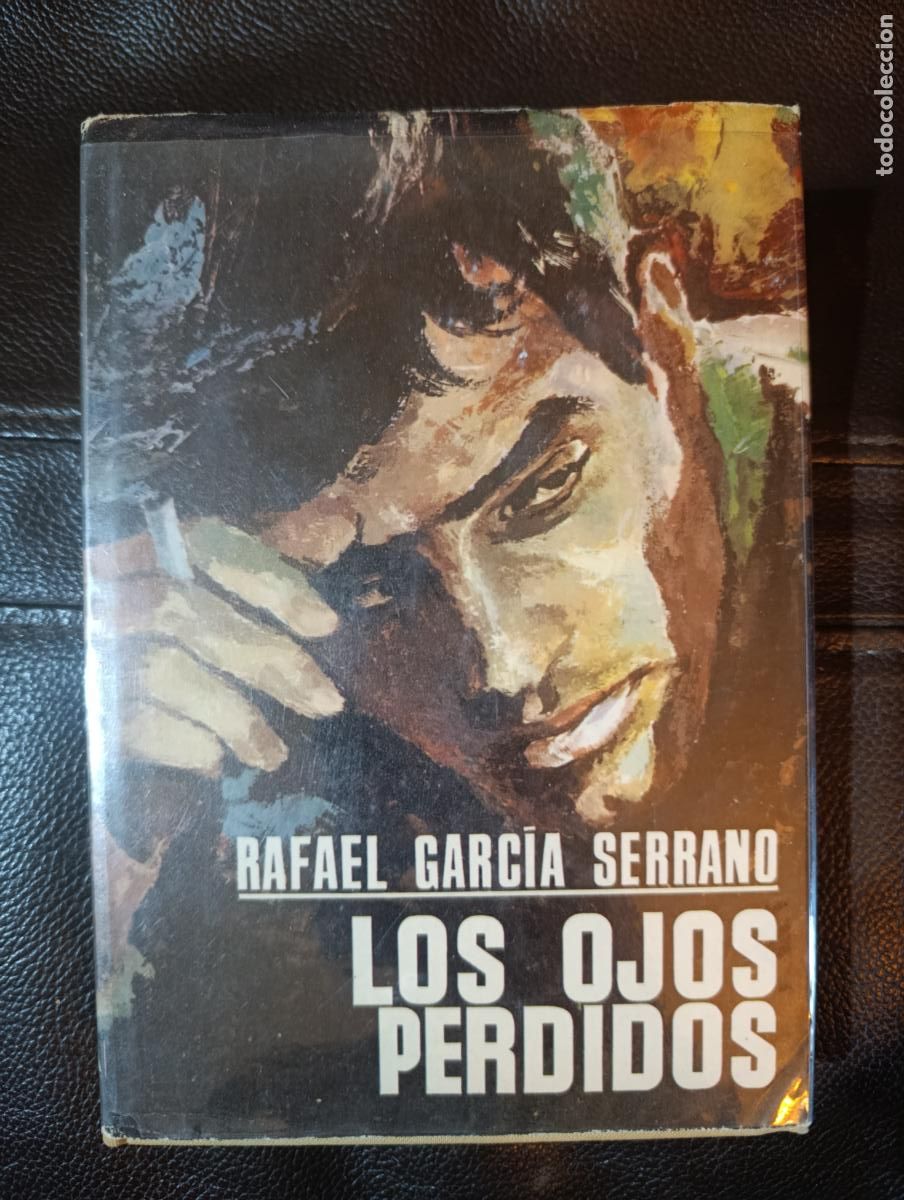 todocoleccion
RAFAEL GARCÍA SERRANO
LOS OJOS
PERDIDOS